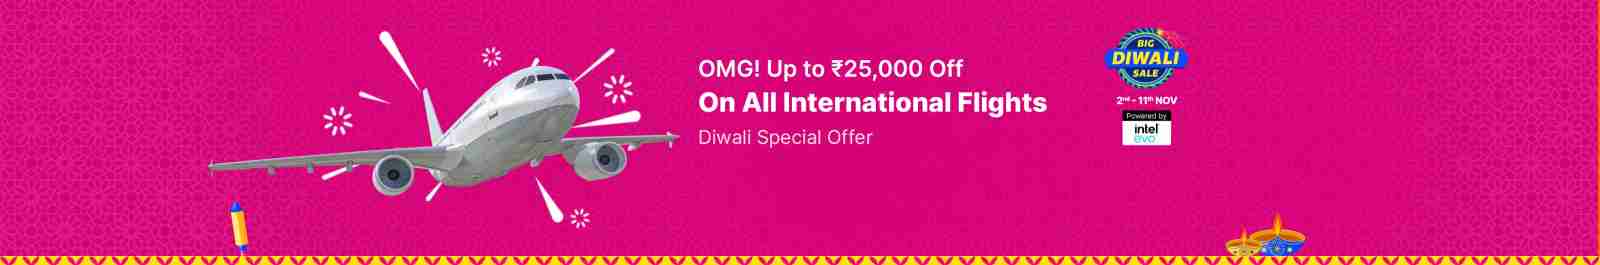 OMG! Up to ₹25,000 Off
On All International Flights
Diwali Special Offer
BIG
DIWALI
SALE
2nd - 11th NOV
Powered by
intel
evo